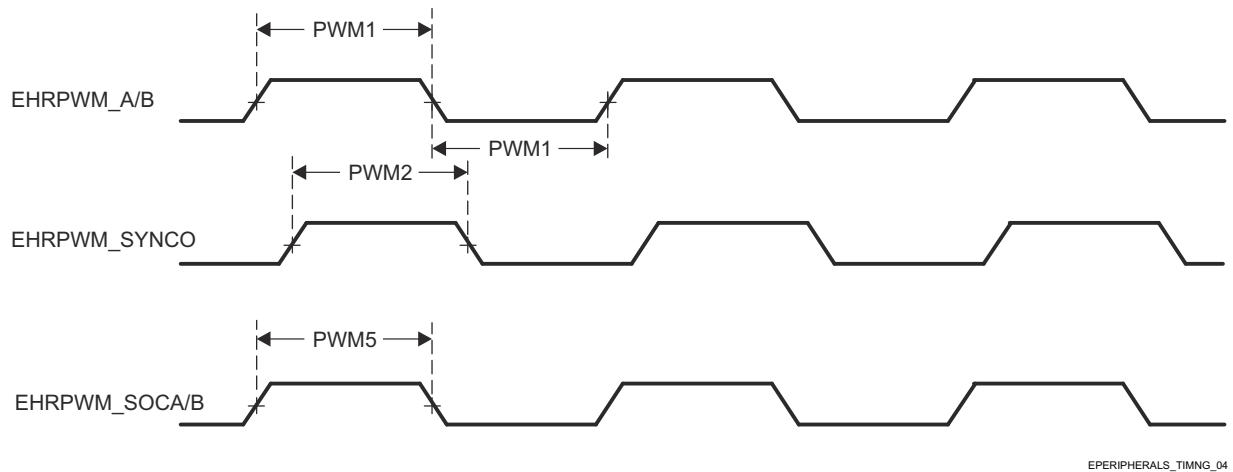 PWM1
EHRPWM_A/B
PWM1
PWM2
EHRPWM_SYNCO
PWM5
EHRPWM_SOCA/B
EPERIPHERALS_TIMNG_04